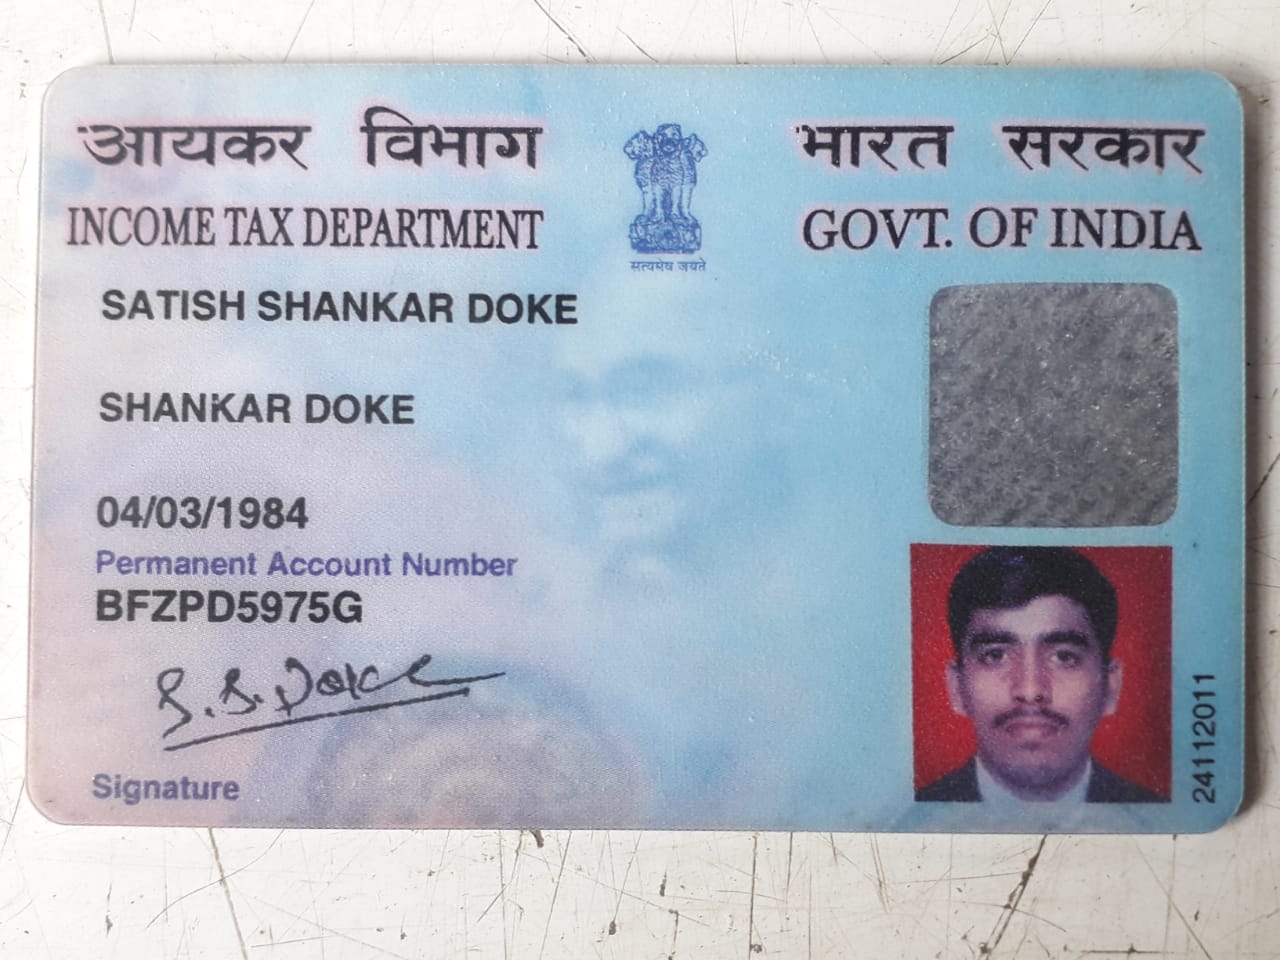 आयकर विभाग
INCOME TAX DEPARTMENT
सत्यमेव जयते
भारत सरकार
GOVT. OF INDIA
SATISH SHANKAR DOKE
SHANKAR DOKE
04/03/1984
Permanent Account Number
BFZPD5975G
S.S.Doke
Signature
24112011